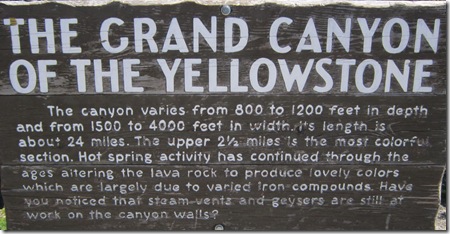 THE GRAND CANYON
OF THE YELLOWSTONE
The canyon varies from 800 to 1200 feet in depth
and from 1500 to 4000 feet in width. Its length is
about 24 miles. The upper 2½ miles is the most colorful
section. Hot spring activity has continued through the
ages altering the lava rock to produce lovely colors
which are largely due to varied iron compounds. Have
you noticed that steam vents and geysers are still at
work on the canyon walls?